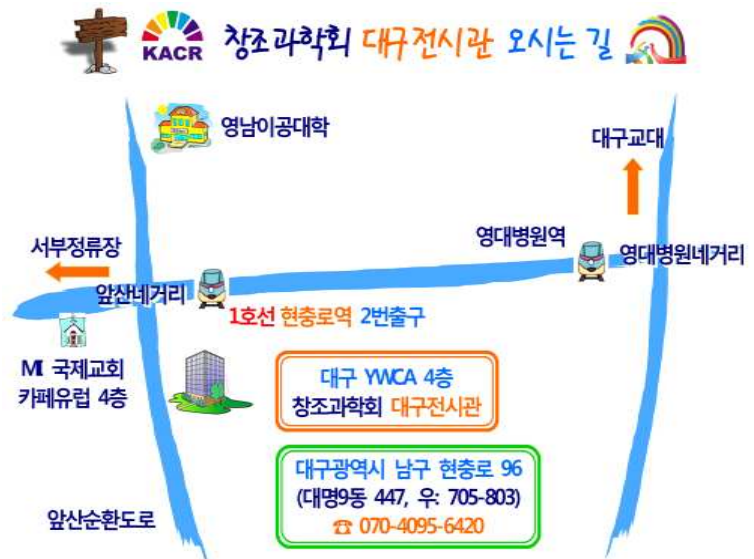 KACR 창조과학회 대구전시관 오시는 길
영남이공대학
대구교대
서부정류장
영대병원역
영대병원네거리
앞산네거리
1호선 현충로역 2번출구
MI 국제교회
카페유럽 4층
대구 YWCA 4층
창조과학회 대구전시관
대구광역시 남구 현충로 96
(대명9동 447, 우: 705-803)
☎ 070-4095-6420
앞산순환도로